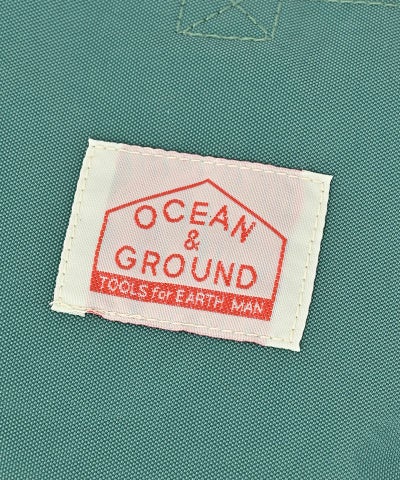 OCEAN
&
GROUND
TOOLS for EARTH MAN